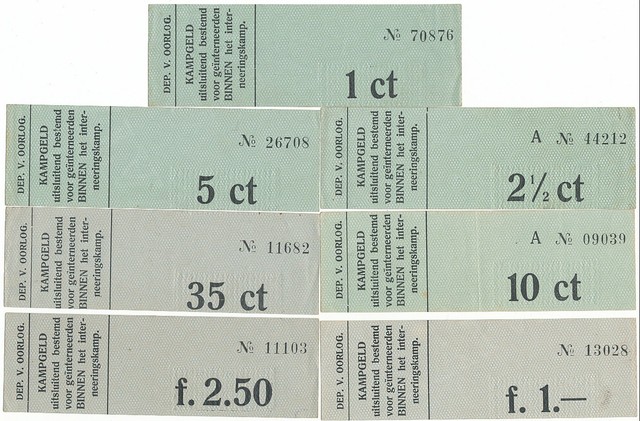 DEP. V. OORLOG.
KAMPGELD
uitsluitend bestemd
voor geïnterneerden
BINNEN het inter-
neeringskamp.
№ 70876
1 ct
DEP. V. OORLOG.
KAMPGELD
uitsluitend bestemd
voor geïnterneerden
BINNEN het inter-
neeringskamp.
№ 26708
5 ct
DEP. V. OORLOG.
KAMPGELD
uitsluitend bestemd
voor geïnterneerden
BINNEN het inter-
neeringskamp.
A № 44212
2½ ct
DEP. V. OORLOG.
KAMPGELD
uitsluitend bestemd
voor geïnterneerden
BINNEN het inter-
neeringskamp.
№ 11682
35 ct
DEP. V. OORLOG.
KAMPGELD
uitsluitend bestemd
voor geïnterneerden
BINNEN het inter-
neeringskamp.
A № 09039
10 ct
DEP. V. OORLOG.
KAMPGELD
uitsluitend bestemd
voor geïnterneerden
BINNEN het inter-
neeringskamp.
№ 11103
f. 2.50
DEP. V. OORLOG.
KAMPGELD
uitsluitend bestemd
voor geïnterneerden
BINNEN het inter-
neeringskamp.
№ 13028
f. 1.—